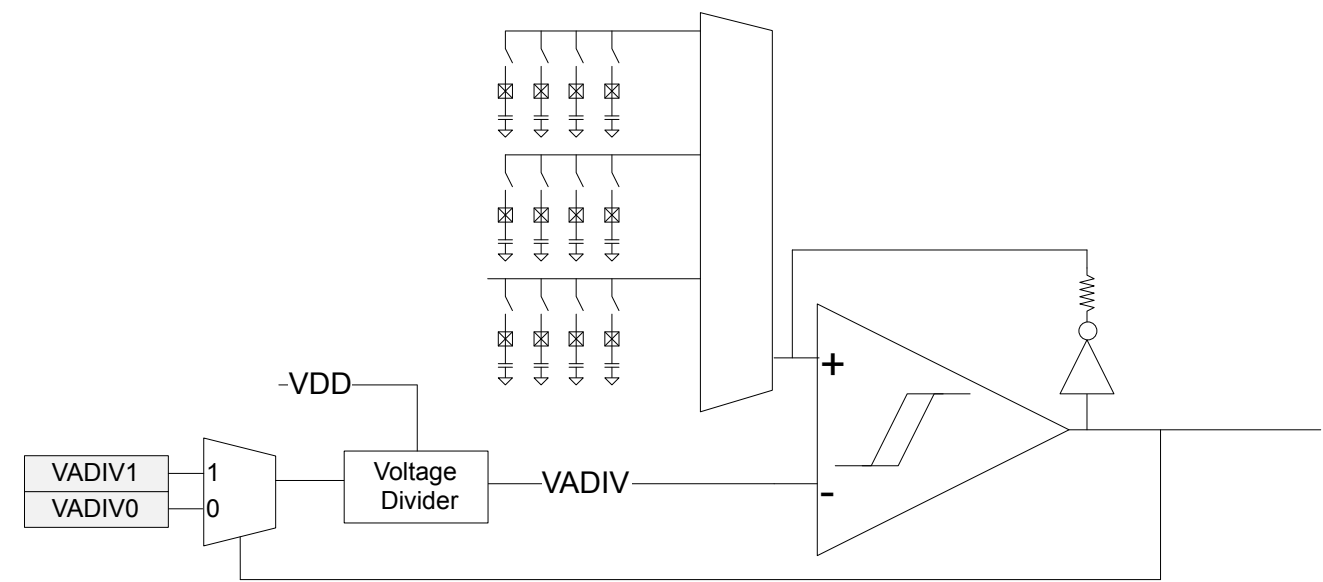 VDD
VADIV1
VADIV0
1
0
Voltage
Divider
VADIV
+
-